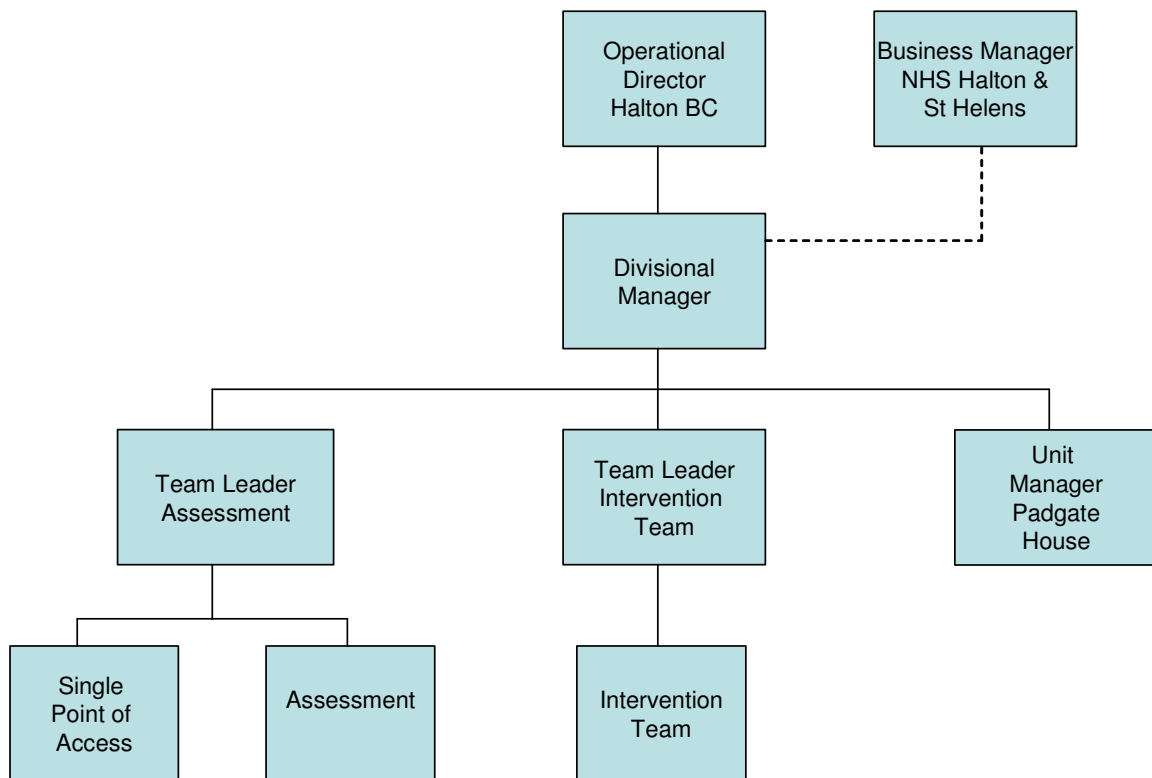 Operational
Director
Halton BC
Business Manager
NHS Halton &
St Helens
Divisional
Manager
Team Leader
Assessment
Team Leader
Intervention
Team
Unit
Manager
Padgate
House
Single
Point of
Access
Assessment
Intervention
Team